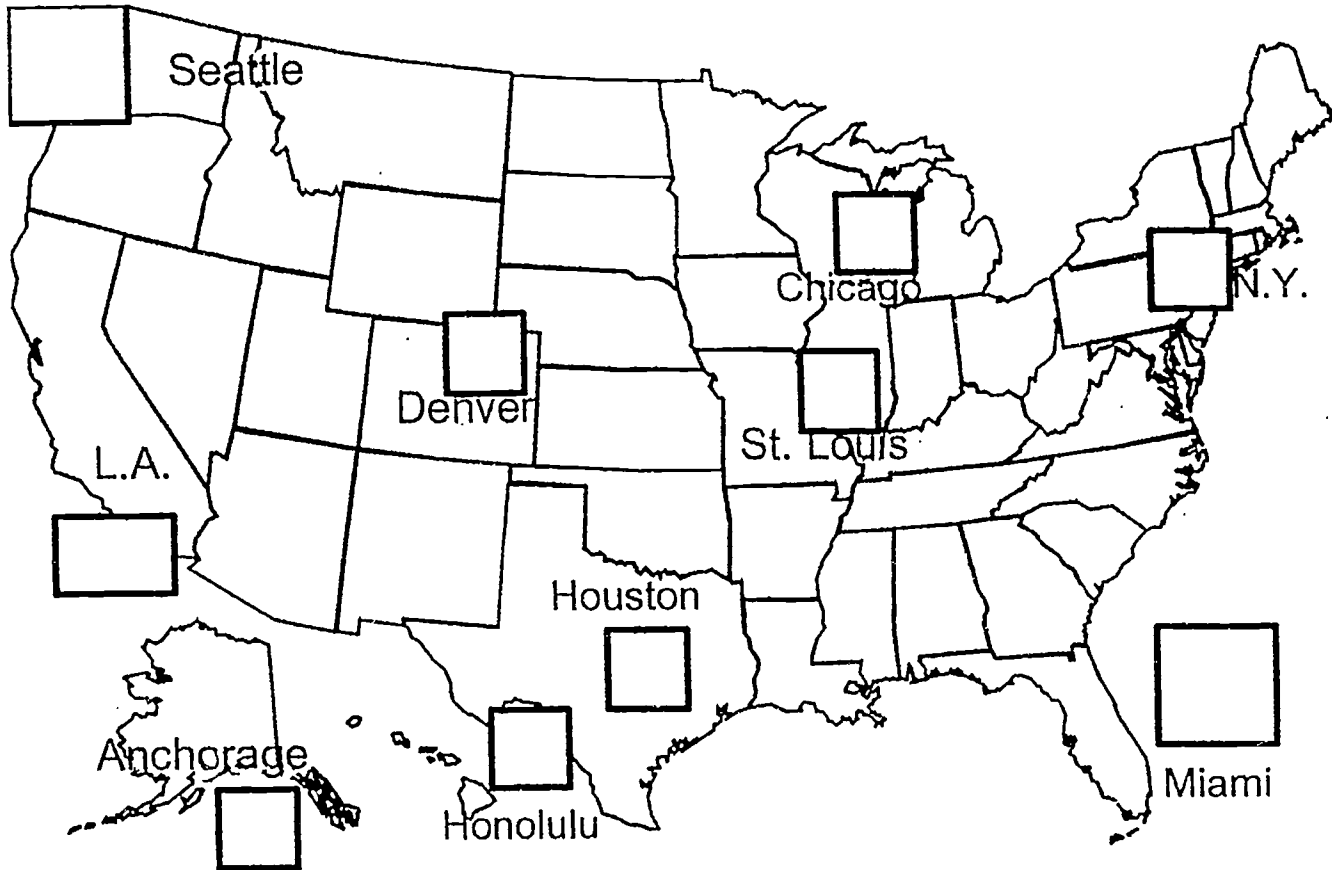 Seattle
Chicago
N.Y.
Denver
St. Louis
L.A.
Houston
Anchorage
Honolulu
Miami